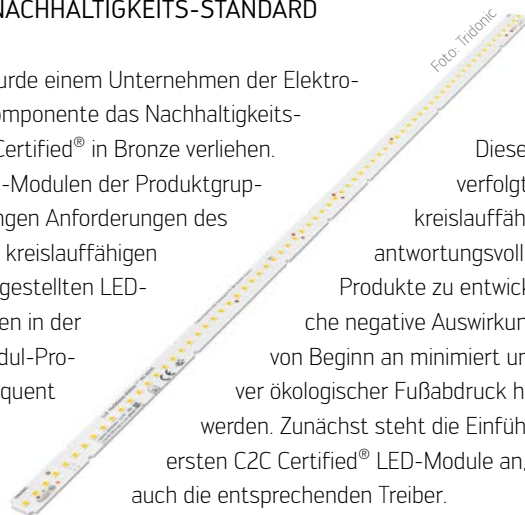 NACHHALTIGKEITS-STANDARD
Foto: Tridonic
urde einem Unternehmen der Elektro-
omponente das Nachhaltigkeits-
Certified® in Bronze verliehen.
-Modulen der Produktgrup-
ngen Anforderungen des
kreislauffähigen
gestellten LED-
en in der
dul-Pro-
quent
Diese
verfolgt
kreislauffäh
antwortungsvoll
Produkte zu entwick
che negative Auswirkun
von Beginn an minimiert un
ver ökologischer Fußabdruck h
werden. Zunächst steht die Einfüh
ersten C2C Certified® LED-Module an,
auch die entsprechenden Treiber.